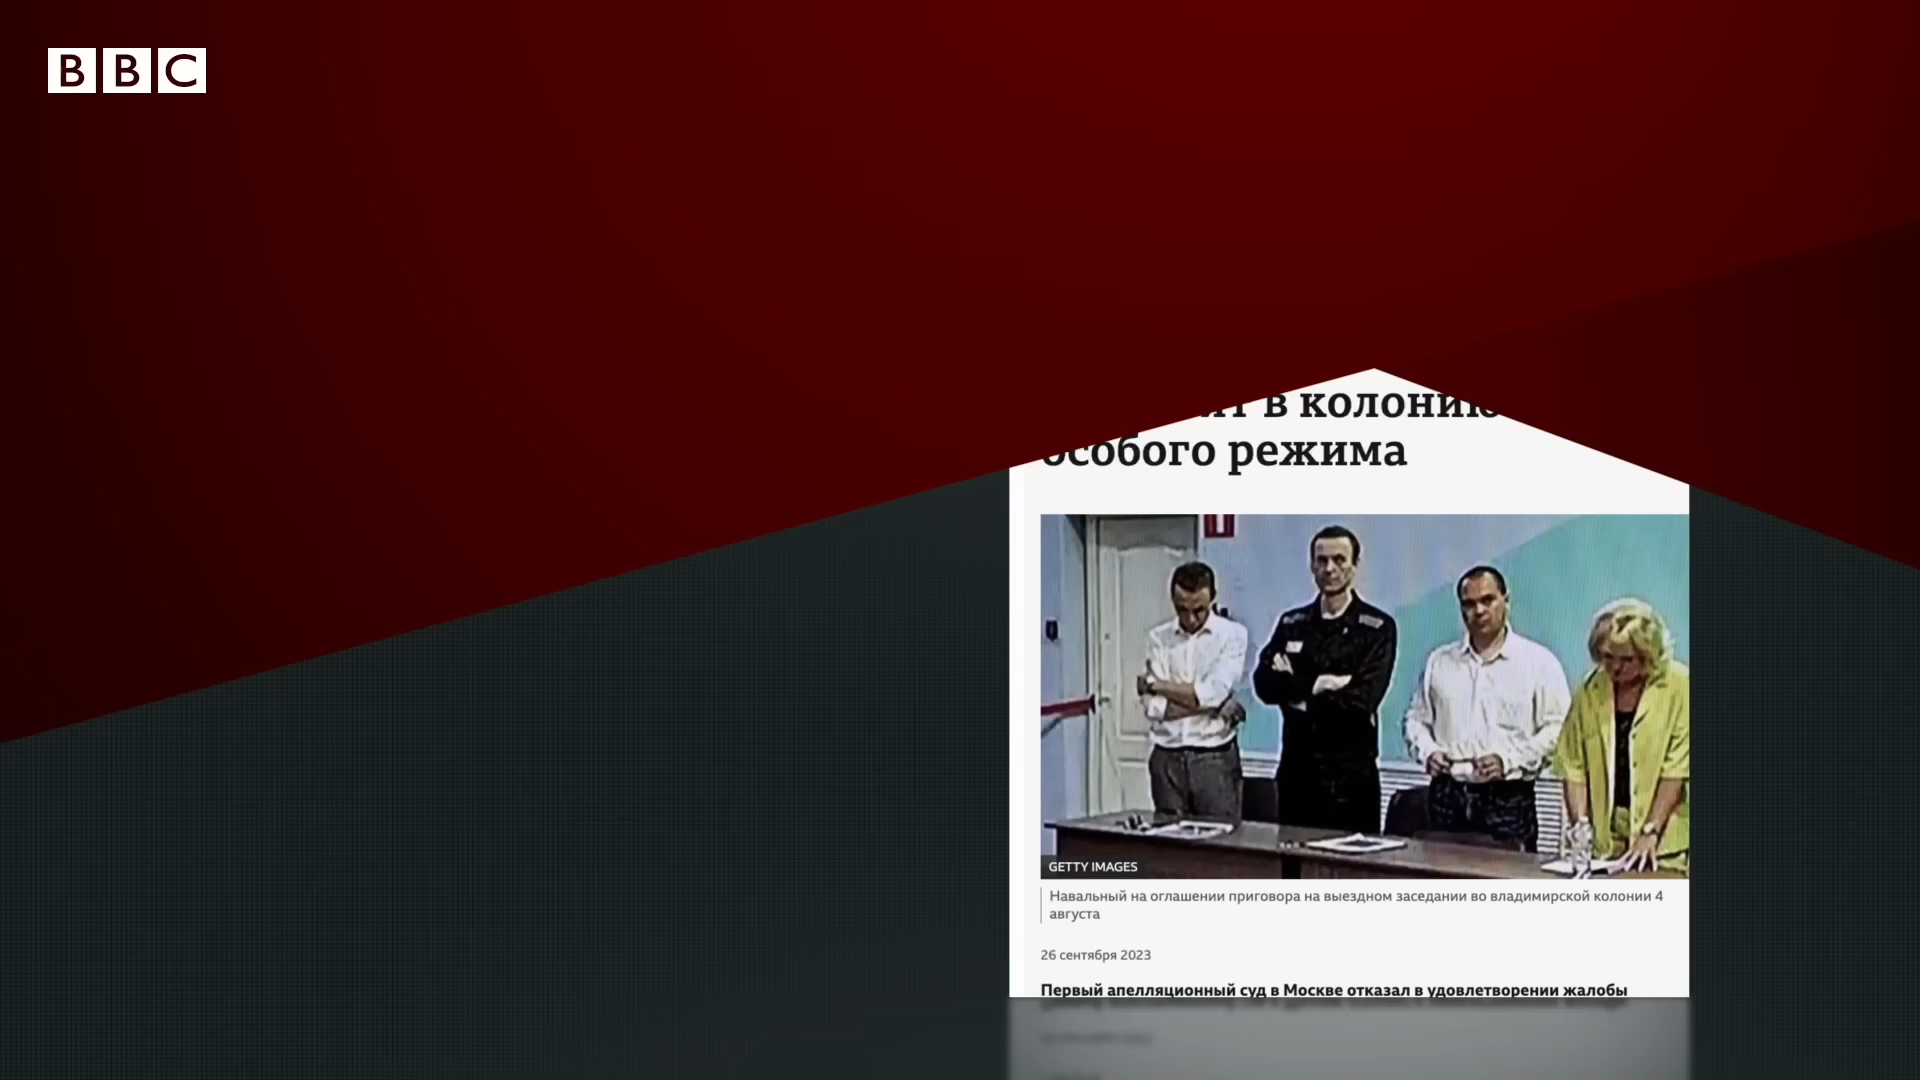 BBC
в колонию
особого режима
GETTY IMAGES
Навальный на оглашении приговора на выездном заседании во владимирской колонии 4
августа
26 сентября 2023
Первый апелляционный суд в Москве отказал в удовлетворении жалобы